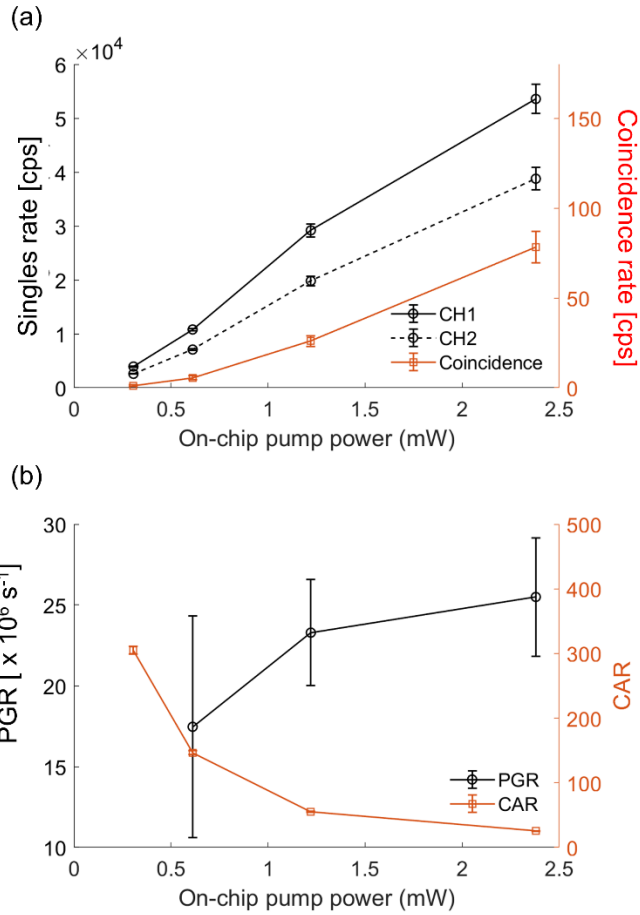 (a)
×10⁴
6
5
4
3
2
1
0
Singles rate [cps]
150
100
50
0
Coincidence rate [cps]
CH1
CH2
Coincidence
0 0.5 1 1.5 2 2.5
On-chip pump power (mW)
(b)
30
25
20
15
10
PGR [ x 10⁶ s⁻¹]
500
400
300
200
100
0
CAR
PGR
CAR
0 0.5 1 1.5 2 2.5
On-chip pump power (mW)